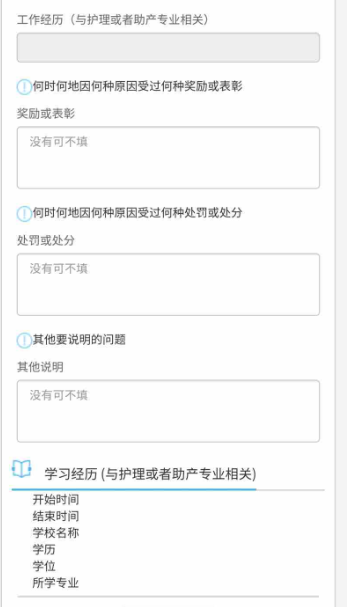 工作经历（与护理或者助产专业相关）
何时何地因何种原因受过何种奖励或表彰
奖励或表彰
没有可不填
何时何地因何种原因受过何种处罚或处分
处罚或处分
没有可不填
其他要说明的问题
其他说明
没有可不填
学习经历 (与护理或者助产专业相关)
开始时间
结束时间
学校名称
学历
学位
所学专业